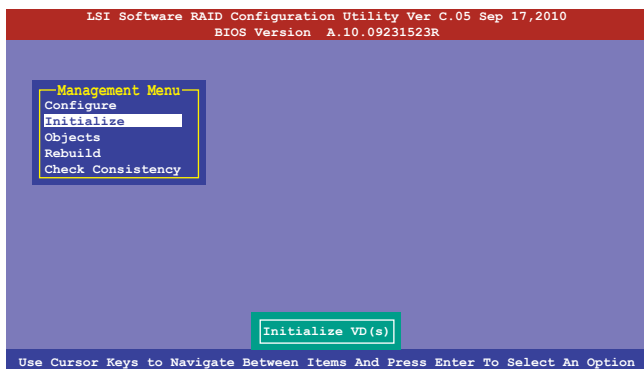 LSI Software RAID Configuration Utility Ver C.05 Sep 17,2010
BIOS Version A.10.09231523R
Management Menu
Configure
Initialize
Objects
Rebuild
Check Consistency
Initialize VD(s)
Use Cursor Keys to Navigate Between Items And Press Enter To Select An Option